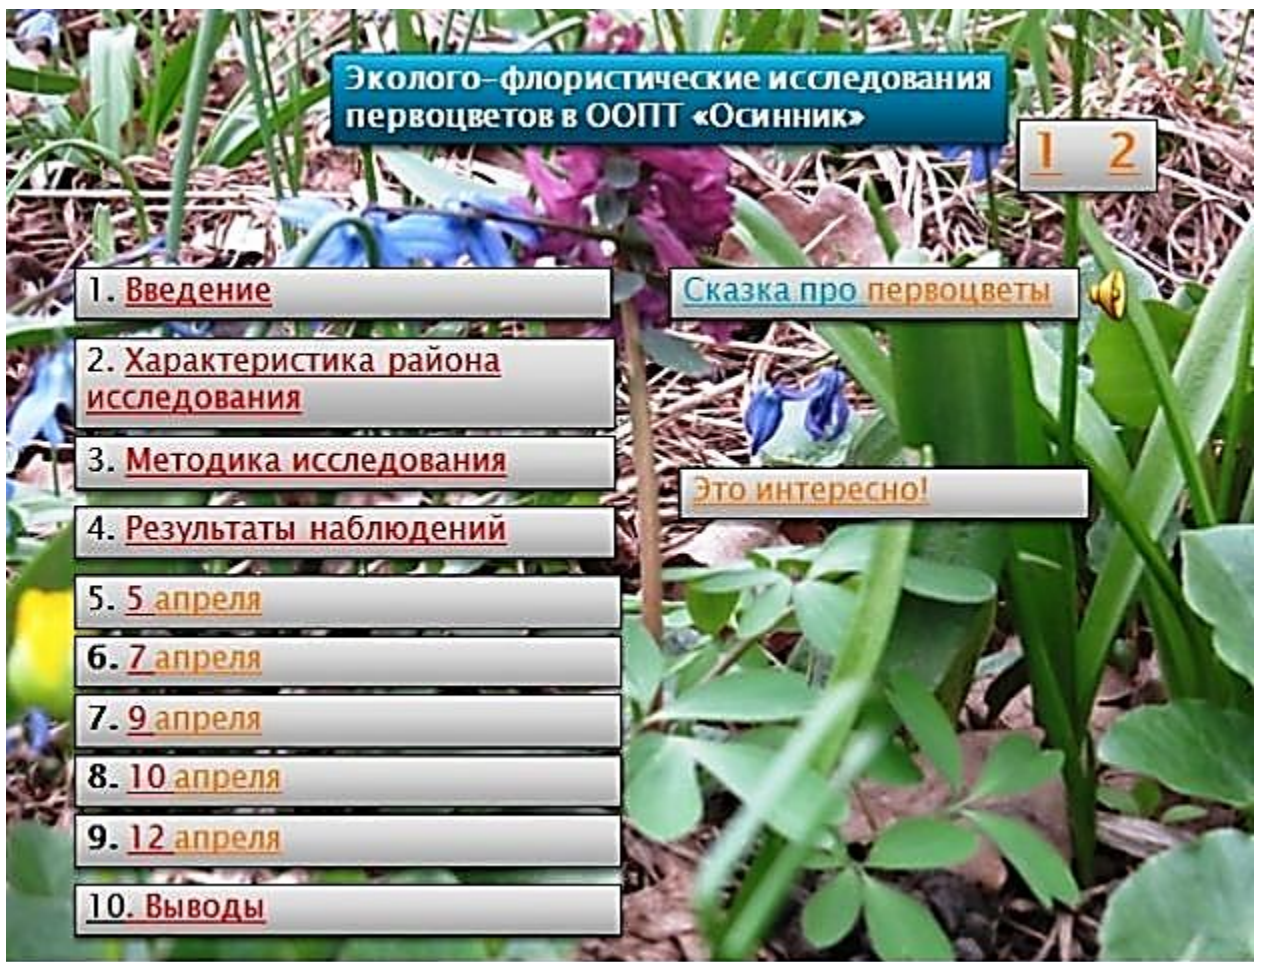 Эколого-флористические исследования
первоцветов в ООПТ «Осинник»
1 2
1. Введение
2. Характеристика района
исследования
3. Методика исследования
4. Результаты наблюдений
5. 5 апреля
6. 7 апреля
7. 9 апреля
8. 10 апреля
9. 12 апреля
10. Выводы
Сказка про первоцветы
Это интересно!